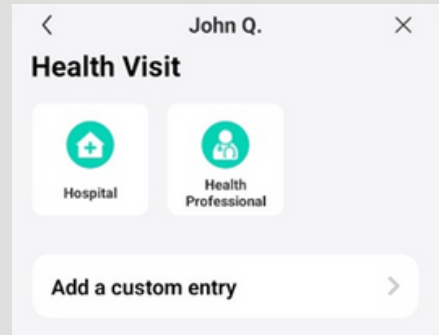 John Q.
Health Visit
Hospital
Health
Professional
Add a custom entry